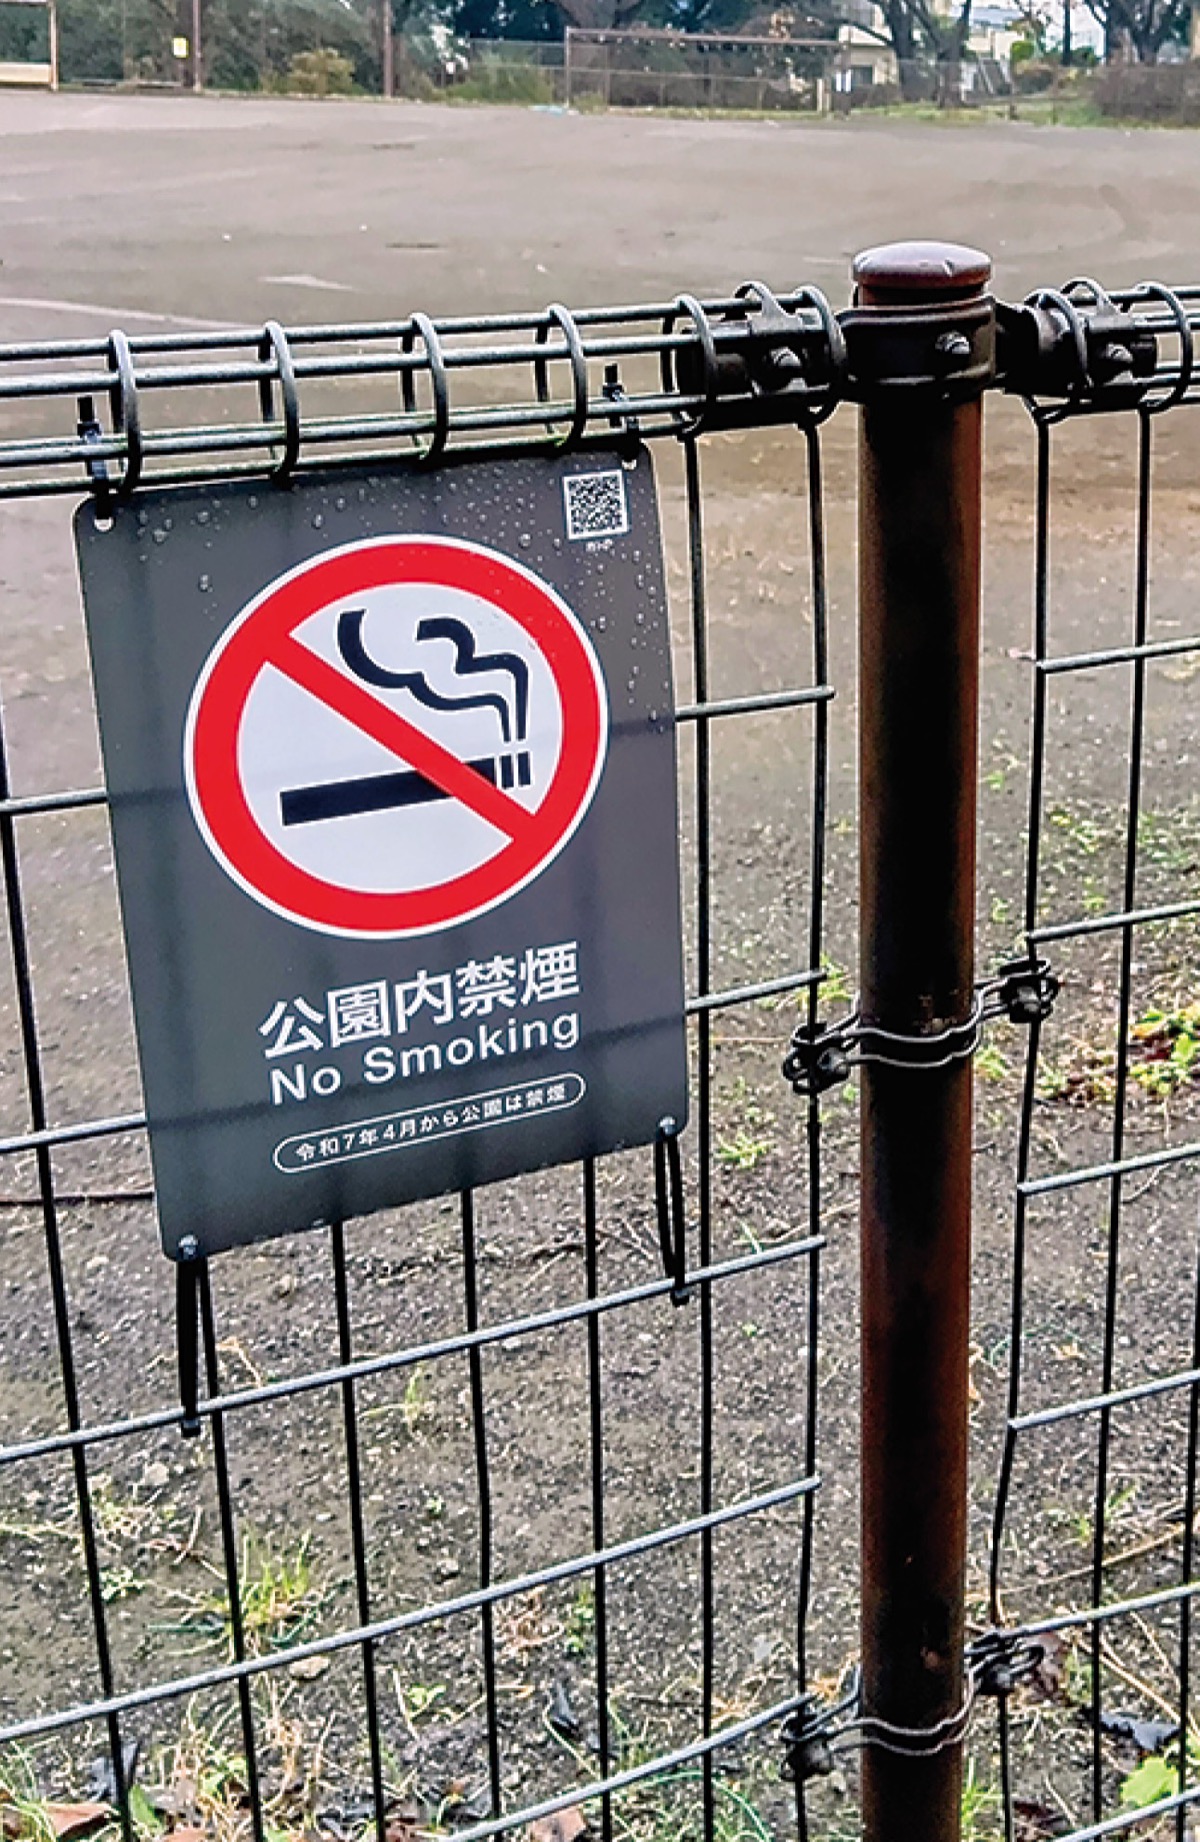 公園内禁煙
No Smoking
令和7年4月から公園は禁煙